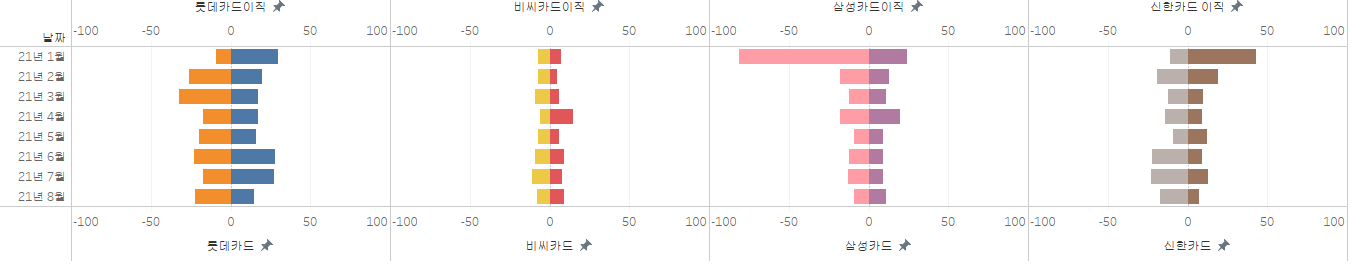 롯데카드이직 비씨카드이직 삼성카드이직 신한카드 이직
날짜 -100 -50 0 50 100 -100 -50 0 50 100 -100 -50 0 50 100 -100 -50 0 50 100
21년 1월
21년 2월
21년 3월
21년 4월
21년 5월
21년 6월
21년 7월
21년 8월
-100 -50 0 50 100 -100 -50 0 50 100 -100 -50 0 50 100 -100 -50 0 50 100
롯데카드 비씨카드 삼성카드 신한카드